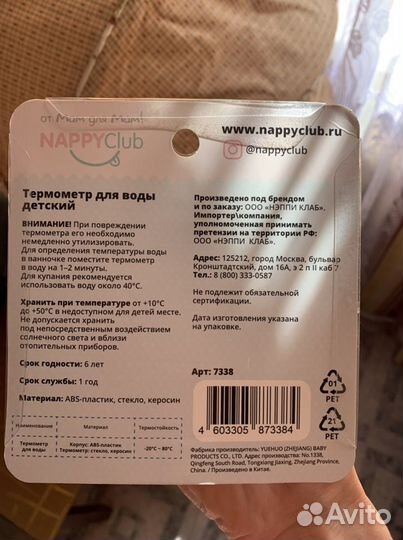 от Мам для Мам!
NAPPYClub
www.nappyclub.ru
@nappyclub
Термометр для воды
детский
ВНИМАНИЕ! При повреждении
термометра его необходимо
немедленно утилизировать.
Для определения температуры воды
в ванночке поместите термометр
в воду на 1–2 минуты.
Для купания рекомендуется
использовать воду около 40°С.
Хранить при температуре от +10°С
до +50°С в недоступном для детей месте.
Не допускается хранить
под непосредственным воздействием
солнечного света и вблизи
отопительных приборов.
Срок годности: 6 лет
Срок службы: 1 год
Материал: ABS-пластик, стекло, керосин
Наименование Материал Термостойкость
Термометр для воды Корпус: ABS-пластик Термометр: стекло, керосин -20°С ~ 80°С
Произведено под брендом
и по заказу: ООО «НЭППИ КЛАБ».
Импортер\компания,
уполномоченная принимать
претензии на территории РФ:
ООО «НЭППИ КЛАБ».
Адрес: 125212, город Москва, бульвар
Кронштадтский, дом 16А, э 2 п II каб 7
Тел.: 8 (800) 333-0587
Не подлежит обязательной
сертификации.
Дата изготовления указана
на упаковке.
Арт: 7338
4 603305 873384
01
PET
21
PET
Фабрика производитель: YUEHUO (ZHEJIANG) BABY
PRODUCTS CO., LTD. Адрес производства: No.1338,
Qingfeng South Road, Tongxiang Jiaxing, Zhejiang Province,
China. / Произведено в Китае.
Avito